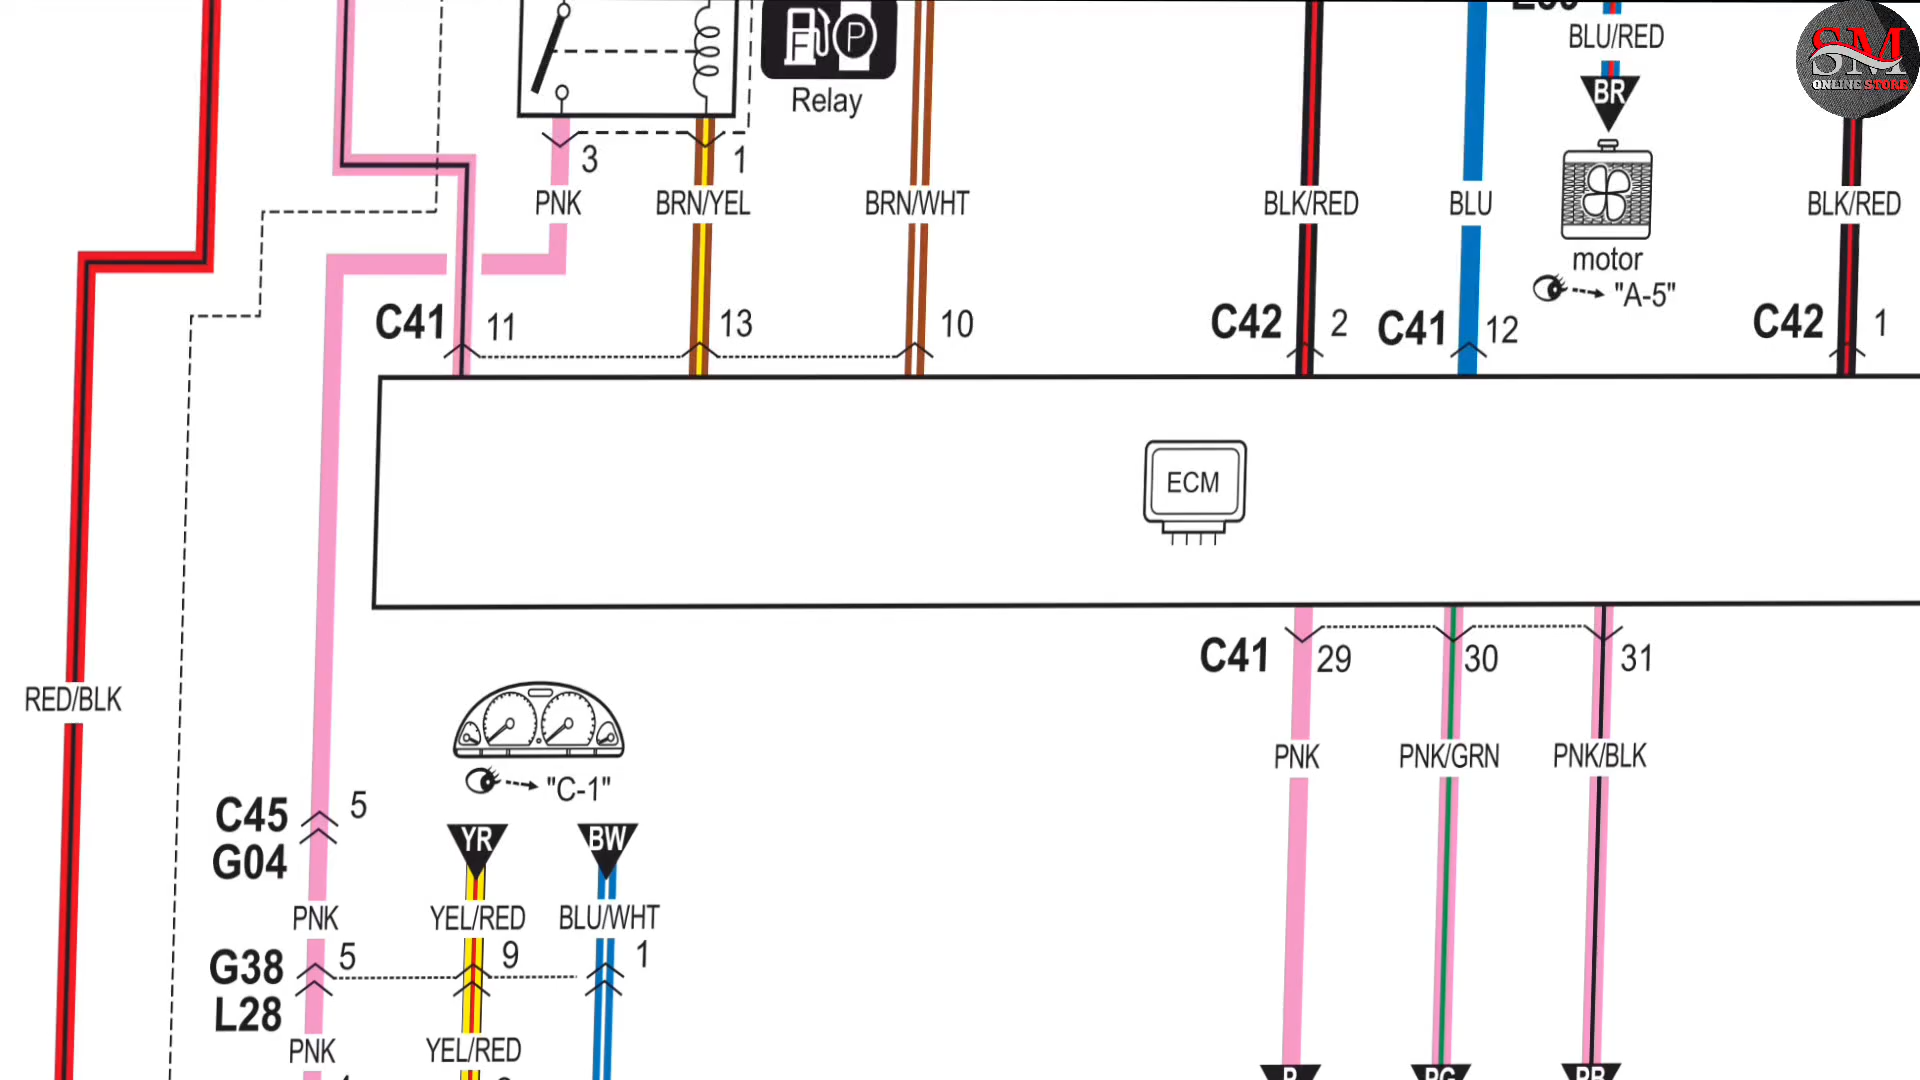 BLU/RED
SM
ONLINE STORE
F P
Relay
BR
3
1
PNK
BRN/YEL
BRN/WHT
BLK/RED
BLU
BLK/RED
motor
"A-5"
C41 11
13
10
C42 2
C41 12
C42 1
ECM
C41 29
30
31
RED/BLK
PNK
PNK/GRN
PNK/BLK
"C-1"
C45 5
G04
YR
BW
PNK
YEL/RED
BLU/WHT
G38 5
9
1
L28
PNK
YEL/RED
P
PG
PB